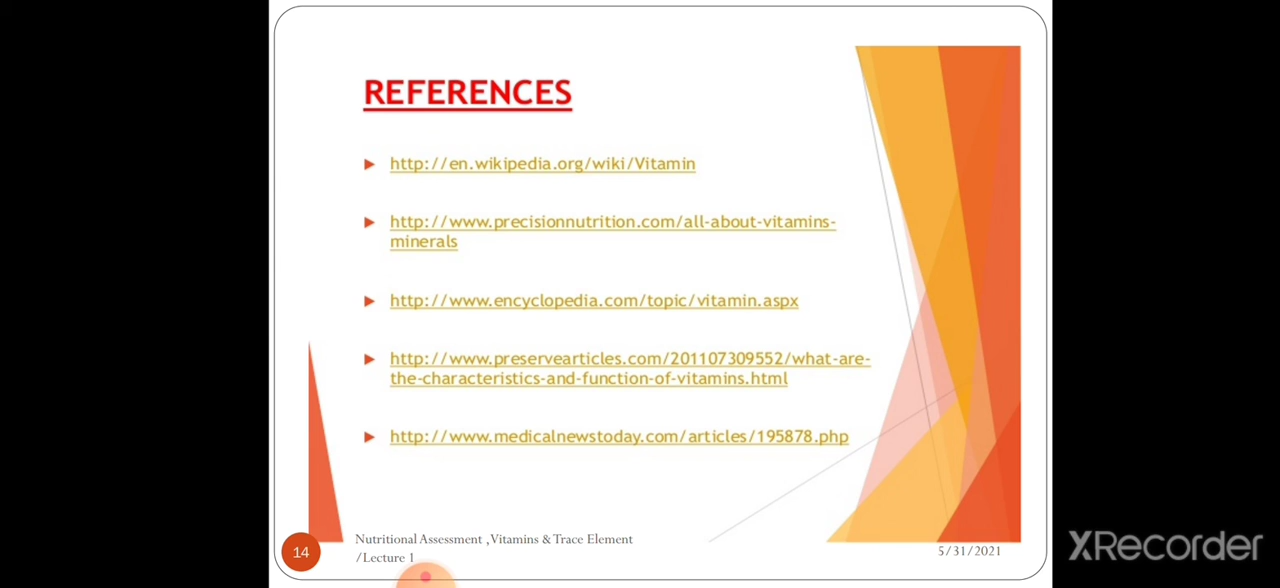 REFERENCES
http://en.wikipedia.org/wiki/Vitamin
http://www.precisionnutrition.com/all-about-vitamins-
minerals
http://www.encyclopedia.com/topic/vitamin.aspx
http://www.preservearticles.com/201107309552/what-are-
the-characteristics-and-function-of-vitamins.html
http://www.medicalnewstoday.com/articles/195878.php
14
Nutritional Assessment ,Vitamins & Trace Element
/Lecture 1
5/31/2021
XRecorder